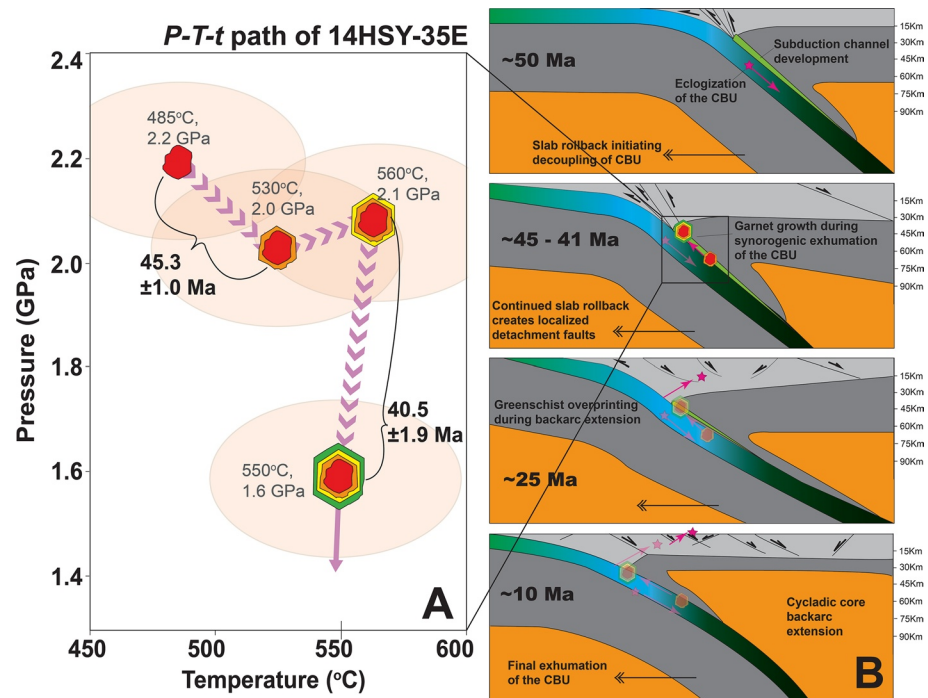 P-T-t path of 14HSY-35E
2.4
2.2
2.0
1.8
1.6
1.4
Pressure (GPa)
485°C,
2.2 GPa
530°C,
2.0 GPa
560°C,
2.1 GPa
45.3
±1.0 Ma
40.5
±1.9 Ma
550°C,
1.6 GPa
A
450
500
550
600
Temperature (°C)
~50 Ma
Subduction channel
development
Eclogization
of the CBU
Slab rollback initiating
decoupling of CBU
15Km
30Km
45Km
60Km
75Km
90Km
~45 - 41 Ma
Garnet growth during
synorogenic exhumation
of the CBU
Continued slab rollback
creates localized
detachment faults
15Km
30Km
45Km
60Km
75Km
90Km
Greenschist overprinting
during backarc extension
~25 Ma
15Km
30Km
45Km
60Km
75Km
90Km
~10 Ma
Cycladic core
backarc
extension
Final exhumation
of the CBU
15Km
30Km
45Km
60Km
75Km
90Km
B